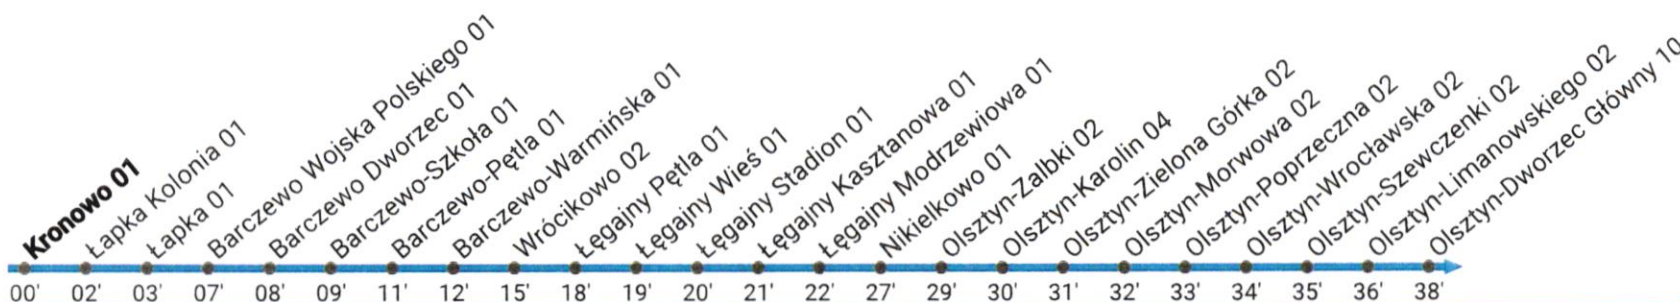 Kronowo 01
Łapka Kolonia 01
Łapka 01
Barczewo Wojska Polskiego 01
Barczewo Dworzec 01
Barczewo-Szkoła 01
Barczewo-Pętla 01
Barczewo-Warmińska 01
Wrócikowo 02
Łęgajny Pętla 01
Łęgajny Wieś 01
Łęgajny Stadion 01
Łęgajny Kasztanowa 01
Łęgajny Modrzewiowa 01
Nikielkowo 01
Olsztyn-Zalbki 02
Olsztyn-Karolin 04
Olsztyn-Zielona Górka 02
Olsztyn-Morwowa 02
Olsztyn-Poprzeczna 02
Olsztyn-Wrocławska 02
Olsztyn-Szewczenki 02
Olsztyn-Limanowskiego 02
Olsztyn-Dworzec Główny 10
00' 02' 03' 07' 08' 09' 11' 12' 15' 18' 19' 20' 21' 22' 27' 29' 30' 31' 32' 33' 34' 35' 36' 38'